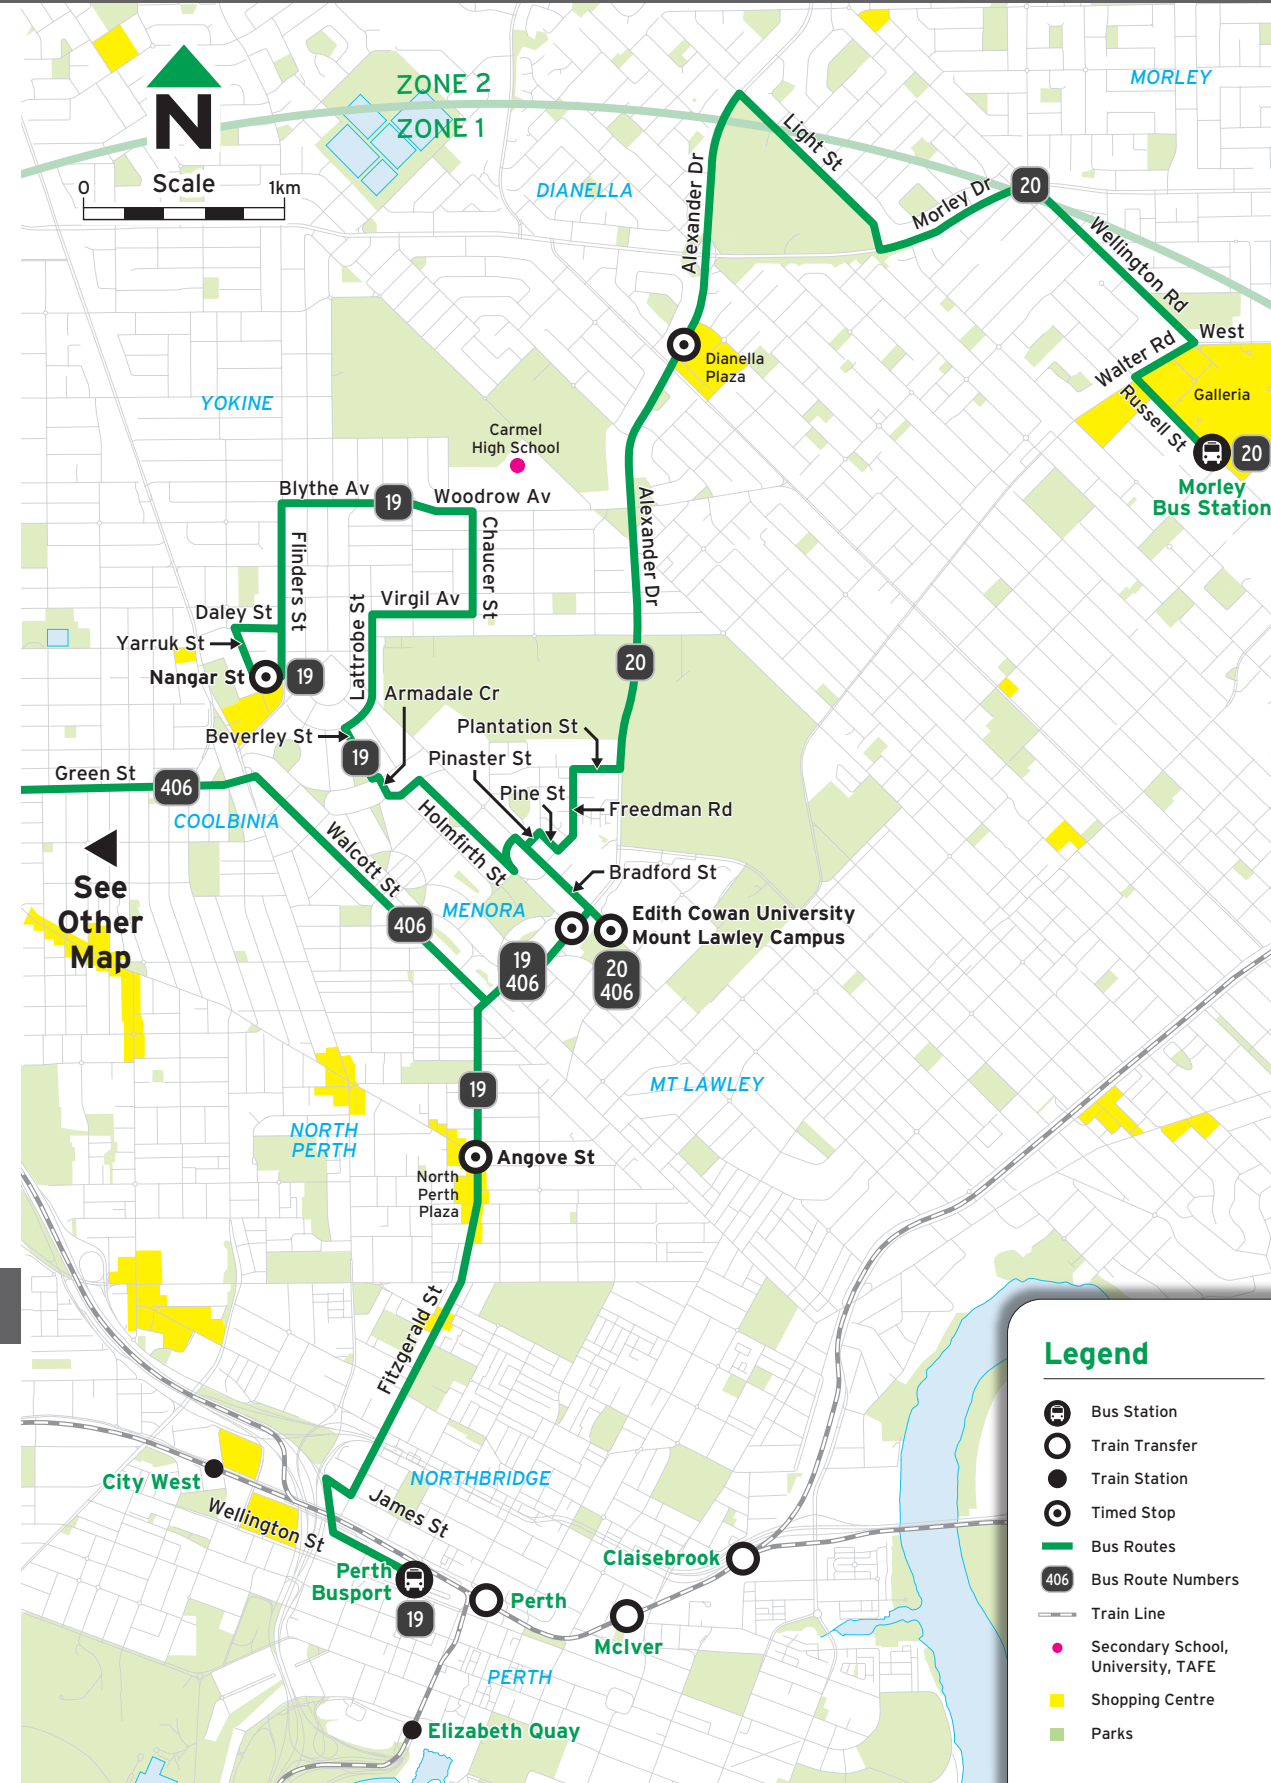 ZONE 2
ZONE 1
MORLEY
N
Scale
0
1km
DIANELLA
Light St
Alexander Dr
Morley Dr
20
Wellington Rd
West
Walter Rd
Dianella
Plaza
Galleria
Russell St
20
Morley
Bus Station
YOKINE
Carmel
High School
Blythe Av
19
Woodrow Av
Flinders St
Chaucer St
Alexander Dr
Lattrobe St
Virgil Av
Daley St
Yarruk St
Nangar St
19
20
Armadale Cr
Plantation St
Beverley St
19
Pinaster St
Green St
406
Pine St
Freedman Rd
COOLBINIA
Holmfirth St
Walcott St
See
Other
Map
Bradford St
MENORA
406
Edith Cowan University
Mount Lawley Campus
19
406
20
406
19
MT LAWLEY
NORTH
PERTH
Angove St
North
Perth
Plaza
Fitzgerald St
City West
NORTHBRIDGE
James St
Wellington St
Perth
Busport
19
Perth
Claisebrook
McIver
PERTH
Elizabeth Quay
Legend
Bus Station
Train Transfer
Train Station
Timed Stop
Bus Routes
406
Bus Route Numbers
Train Line
Secondary School,
University, TAFE
Shopping Centre
Parks